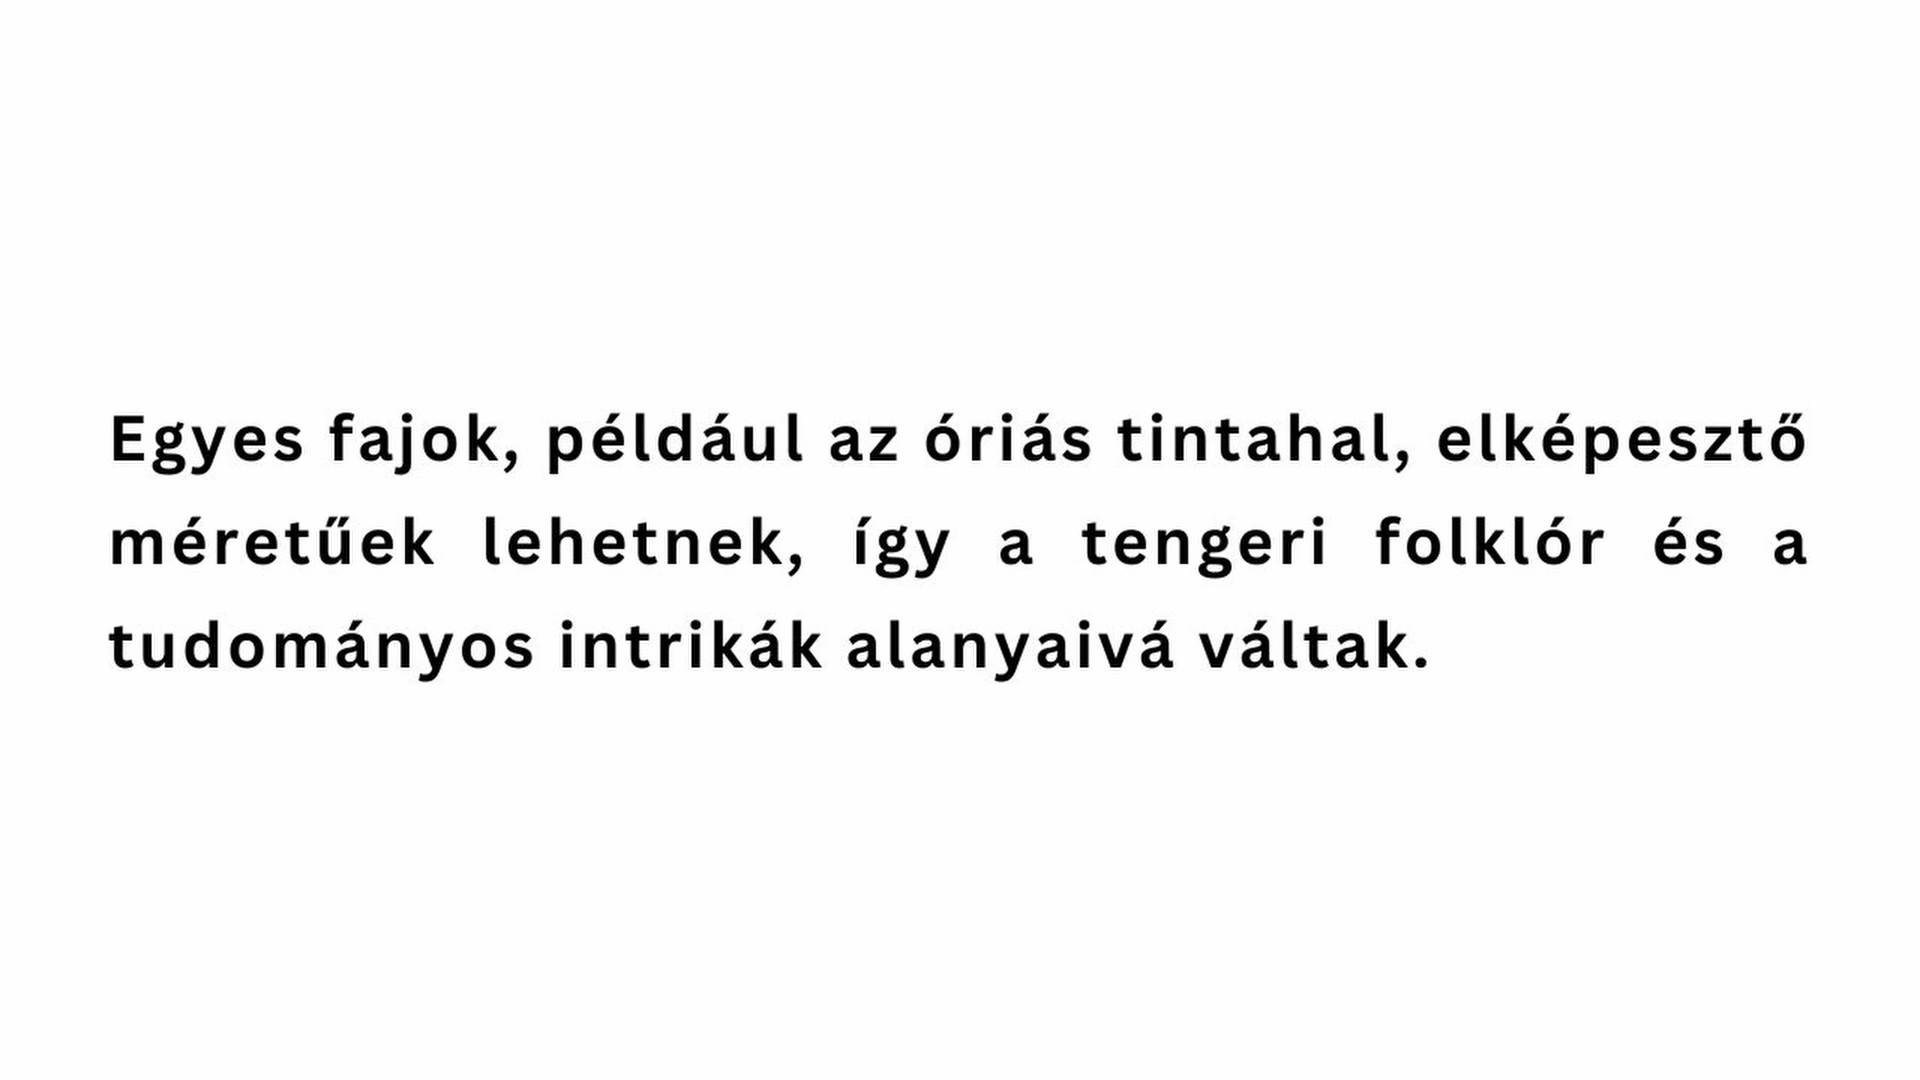 Egyes fajok, például az óriás tintahal, elképesztő
méretűek lehetnek, így a tengeri folklór és a
tudományos intrikák alanyaivá váltak.